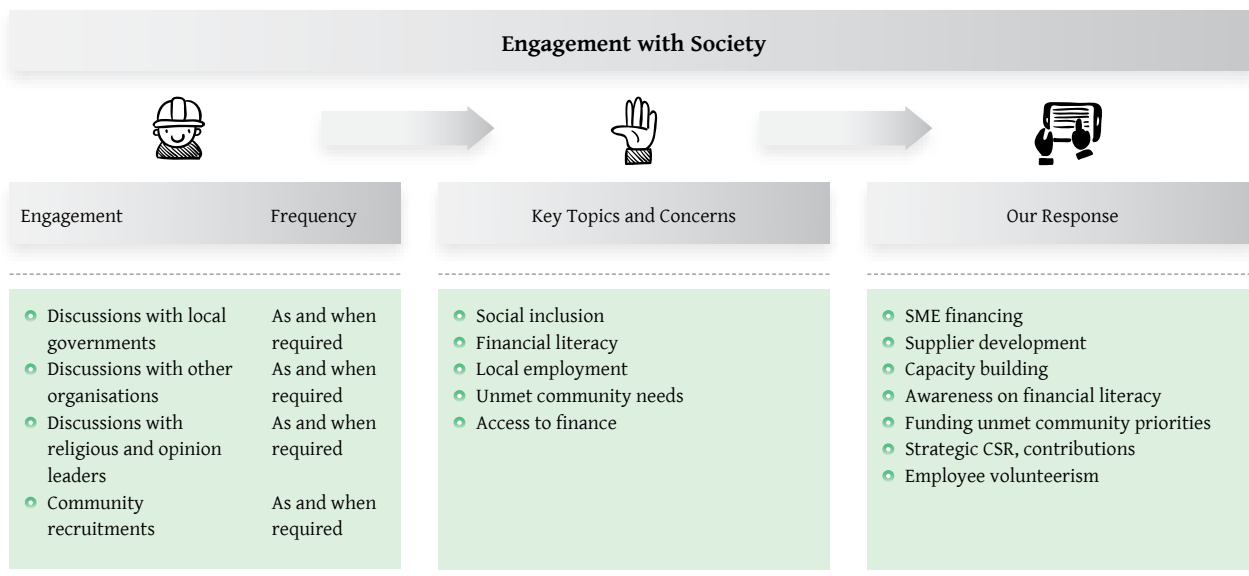 Engagement with Society
Engagement Frequency
Key Topics and Concerns
Our Response
Discussions with local As and when
governments required
Discussions with other As and when
organisations required
Discussions with As and when
religious and opinion required
leaders
Community As and when
recruitments required
Social inclusion
Financial literacy
Local employment
Unmet community needs
Access to finance
SME financing
Supplier development
Capacity building
Awareness on financial literacy
Funding unmet community priorities
Strategic CSR, contributions
Employee volunteerism